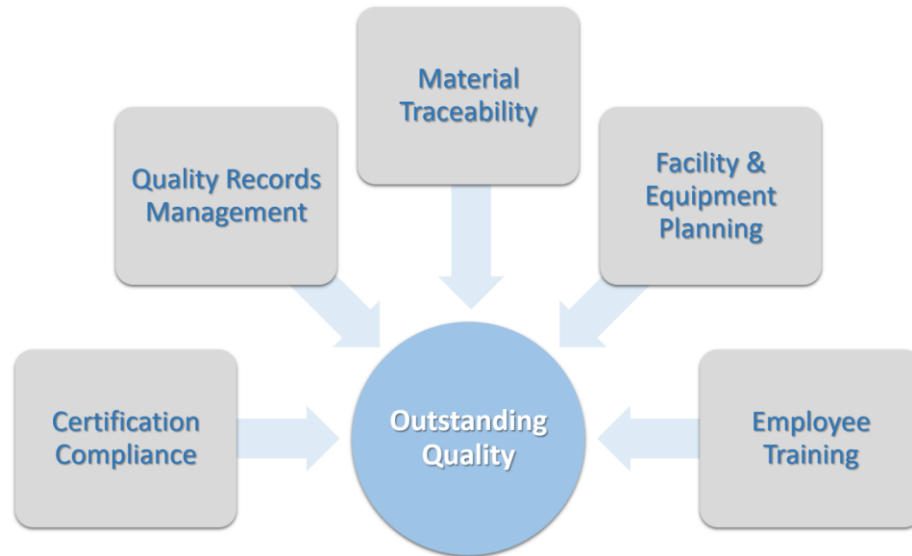 Material
Traceability
Quality Records
Management
Facility &
Equipment
Planning
Certification
Compliance
Outstanding
Quality
Employee
Training